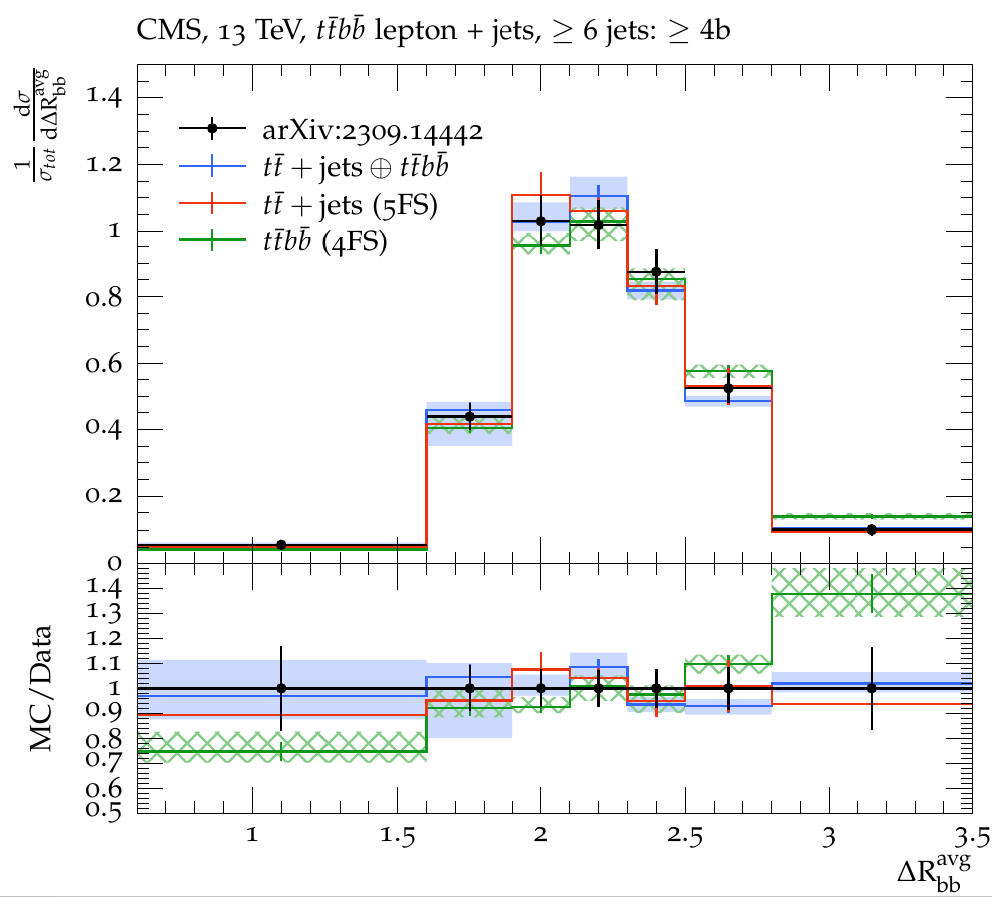 CMS, 13 TeV, tt̄bb̄ lepton + jets, ≥ 6 jets: ≥ 4b
1/σ_tot dσ/dΔR_bb^avg
1.4
1.2
1
0.8
0.6
0.4
0.2
0
arXiv:2309.14442
tt̄ + jets ⊕ tt̄bb̄
tt̄ + jets (5FS)
tt̄bb̄ (4FS)
MC/Data
1.4
1.3
1.2
1.1
1
0.9
0.8
0.7
0.6
0.5
1 1.5 2 2.5 3 3.5
ΔR_bb^avg